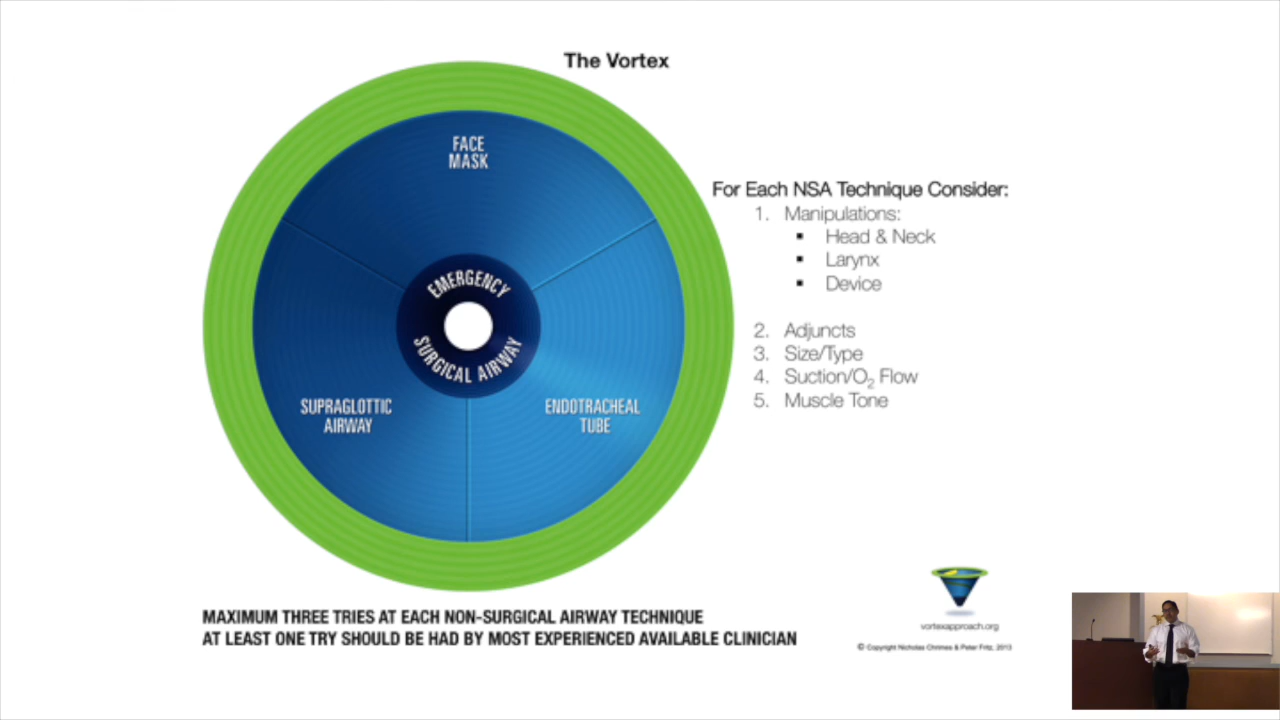 The Vortex
FACE
MASK
EMERGENCY
SURGICAL AIRWAY
SUPRAGLOTTIC
AIRWAY
ENDOTRACHEAL
TUBE
For Each NSA Technique Consider:
1. Manipulations:
▪ Head & Neck
▪ Larynx
▪ Device
2. Adjuncts
3. Size/Type
4. Suction/O₂ Flow
5. Muscle Tone
MAXIMUM THREE TRIES AT EACH NON-SURGICAL AIRWAY TECHNIQUE
AT LEAST ONE TRY SHOULD BE HAD BY MOST EXPERIENCED AVAILABLE CLINICIAN
vortexapproach.org
© Copyright Nicholas Chrimes & Peter Fritz, 2013